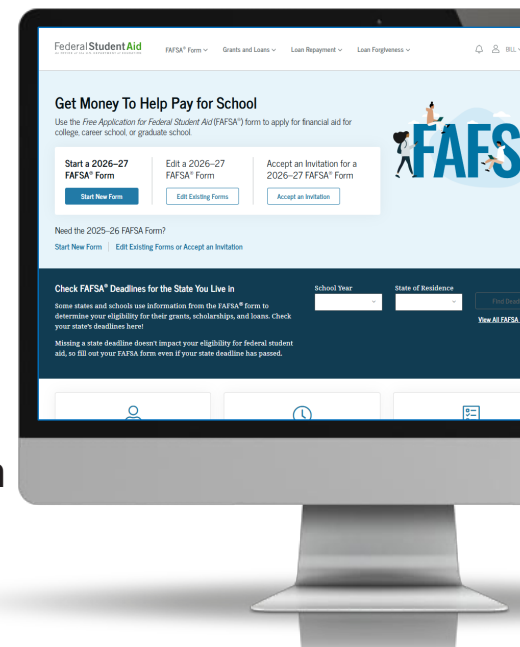 Federal Student Aid
FAFSA® Form
Grants and Loans
Loan Repayment
Loan Forgiveness
BILL
Get Money To Help Pay for School
Use the Free Application for Federal Student Aid (FAFSA®) form to apply for financial aid for
college, career school, or graduate school.
FAFS
Start a 2026–27
FAFSA® Form
Start New Form
Edit a 2026–27
FAFSA® Form
Edit Existing Forms
Accept an Invitation for a
2026–27 FAFSA® Form
Accept an Invitation
Need the 2025–26 FAFSA Form?
Start New Form
Edit Existing Forms or Accept an Invitation
Check FAFSA® Deadlines for the State You Live in
Some states and schools use information from the FAFSA® form to
determine your eligibility for their grants, scholarships, and loans. Check
your state's deadlines here!
Missing a state deadline doesn't impact your eligibility for federal student
aid, so fill out your FAFSA form even if your state deadline has passed.
School Year
State of Residence
Find Dead
View All FAFSA